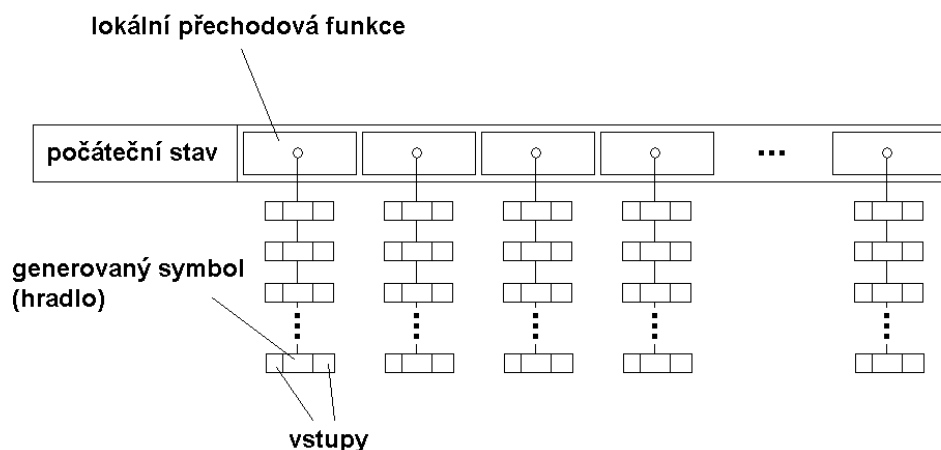 lokální přechodová funkce
počáteční stav
...
generovaný symbol
(hradlo)
vstupy